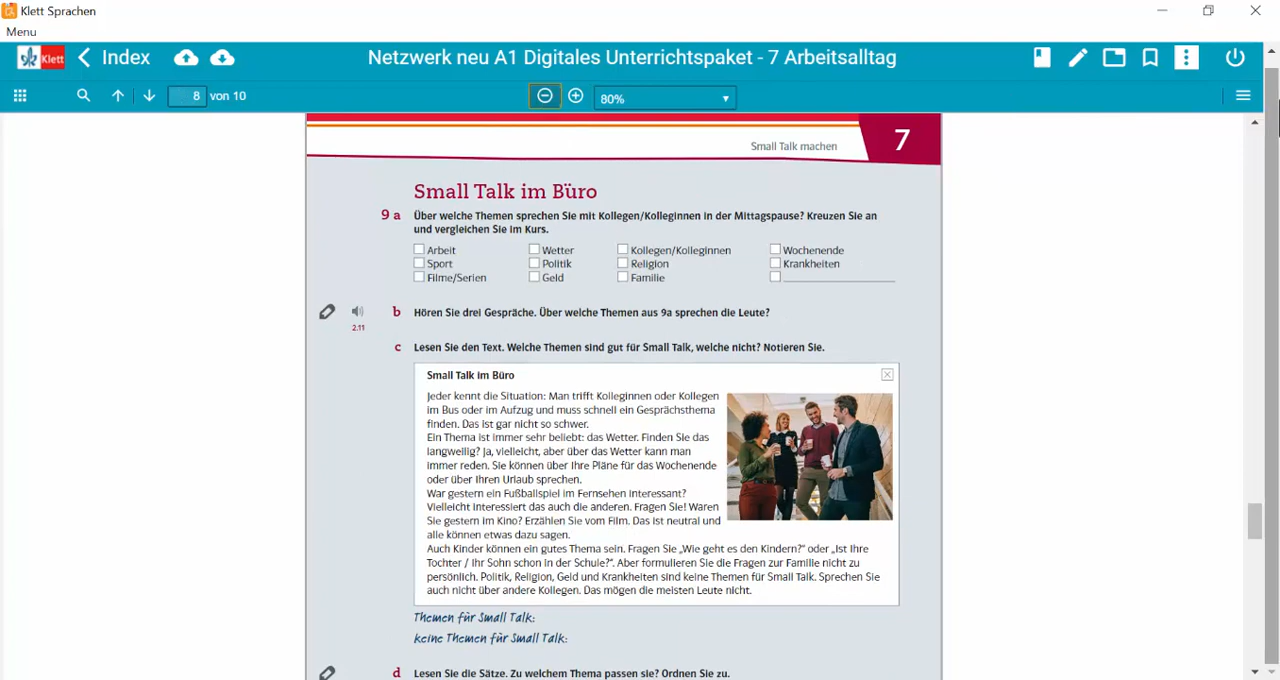 Klett Sprachen
Menu
Klett
Index
Netzwerk neu A1 Digitales Unterrichtspaket - 7 Arbeitsalltag
8 von 10
80%
Small Talk machen
7
Small Talk im Büro
9 a Über welche Themen sprechen Sie mit Kollegen/Kolleginnen in der Mittagspause? Kreuzen Sie an
und vergleichen Sie im Kurs.
Arbeit Wetter Kollegen/Kolleginnen Wochenende
Sport Politik Religion Krankheiten
Filme/Serien Geld Familie
b Hören Sie drei Gespräche. Über welche Themen aus 9a sprechen die Leute?
2.11
c Lesen Sie den Text. Welche Themen sind gut für Small Talk, welche nicht? Notieren Sie.
Small Talk im Büro
Jeder kennt die Situation: Man trifft Kolleginnen oder Kollegen
im Bus oder im Aufzug und muss schnell ein Gesprächsthema
finden. Das ist gar nicht so schwer.
Ein Thema ist immer sehr beliebt: das Wetter. Finden Sie das
langweilig? Ja, vielleicht, aber über das Wetter kann man
immer reden. Sie können über Ihre Pläne für das Wochenende
oder über Ihren Urlaub sprechen.
War gestern ein Fußballspiel im Fernsehen interessant?
Vielleicht interessiert das auch die anderen. Fragen Sie! Waren
Sie gestern im Kino? Erzählen Sie vom Film. Das ist neutral und
alle können etwas dazu sagen.
Auch Kinder können ein gutes Thema sein. Fragen Sie „Wie geht es den Kindern?“ oder „Ist Ihre
Tochter / Ihr Sohn schon in der Schule?“. Aber formulieren Sie die Fragen zur Familie nicht zu
persönlich. Politik, Religion, Geld und Krankheiten sind keine Themen für Small Talk. Sprechen Sie
auch nicht über andere Kollegen. Das mögen die meisten Leute nicht.
Themen für Small Talk:
keine Themen für Small Talk:
d Lesen Sie die Sätze. Zu welchem Thema passen sie? Ordnen Sie zu.